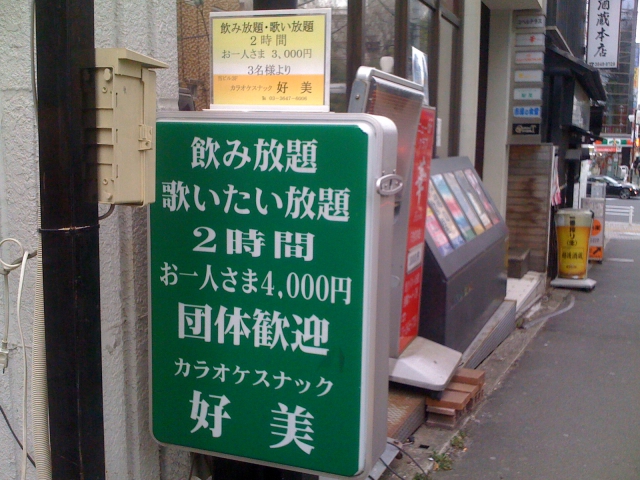 飲み放題・歌い放題
2時間
お一人さま 3,000円
3名様より
カラオケスナック 好美
飲み放題
歌いたい放題
2時間
お一人さま4,000円
団体歓迎
カラオケスナック
好 美
酒蔵本店